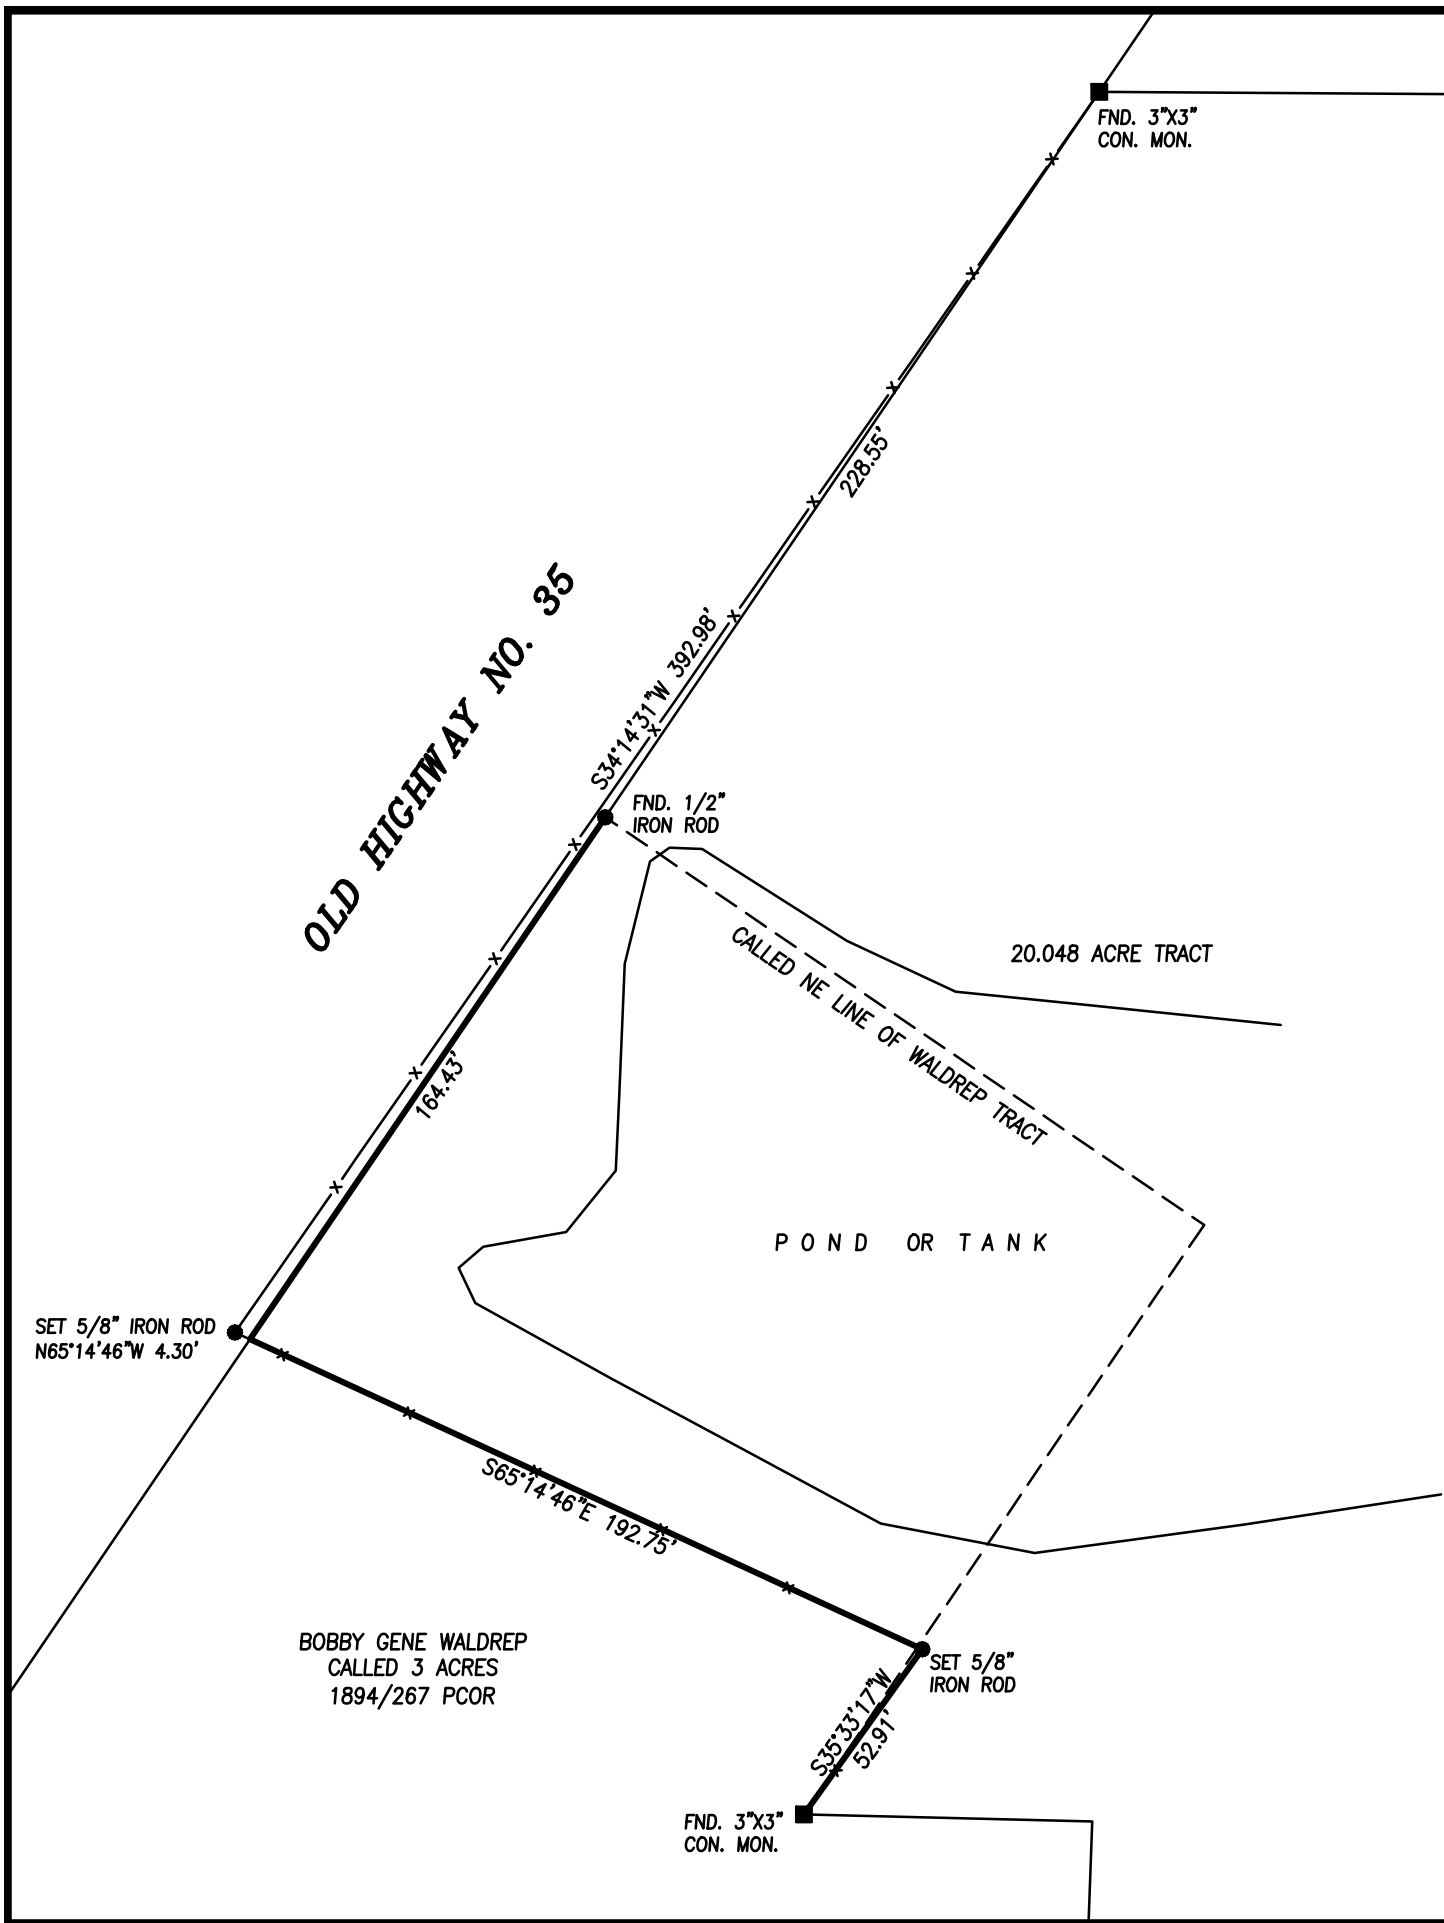 FND. 3"X3"
CON. MON.
228.55'
OLD HIGHWAY NO. 35
S34°14'31"W 392.98'
FND. 1/2"
IRON ROD
CALLED NE LINE OF WALDREP TRACT
20.048 ACRE TRACT
164.43'
POND OR TANK
SET 5/8" IRON ROD
N65°14'46"W 4.30'
S65°14'46"E 192.75'
BOBBY GENE WALDREP
CALLED 3 ACRES
1894/267 PCOR
SET 5/8"
IRON ROD
S35°33'17"W
52.91'
FND. 3"X3"
CON. MON.